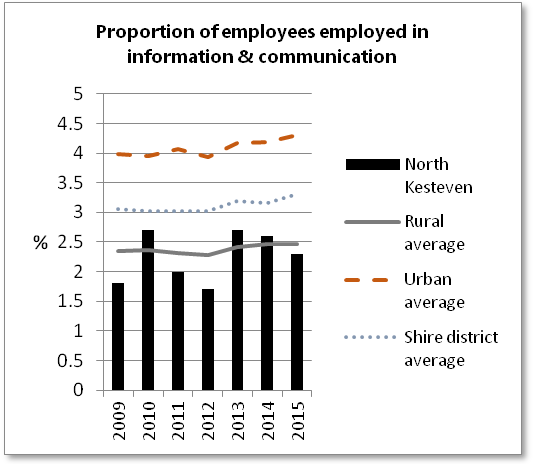 Proportion of employees employed in
information & communication
5
4.5
4
3.5
3
2.5
2
1.5
1
0.5
0
%
2009
2010
2011
2012
2013
2014
2015
North
Kesteven
Rural
average
Urban
average
Shire district
average